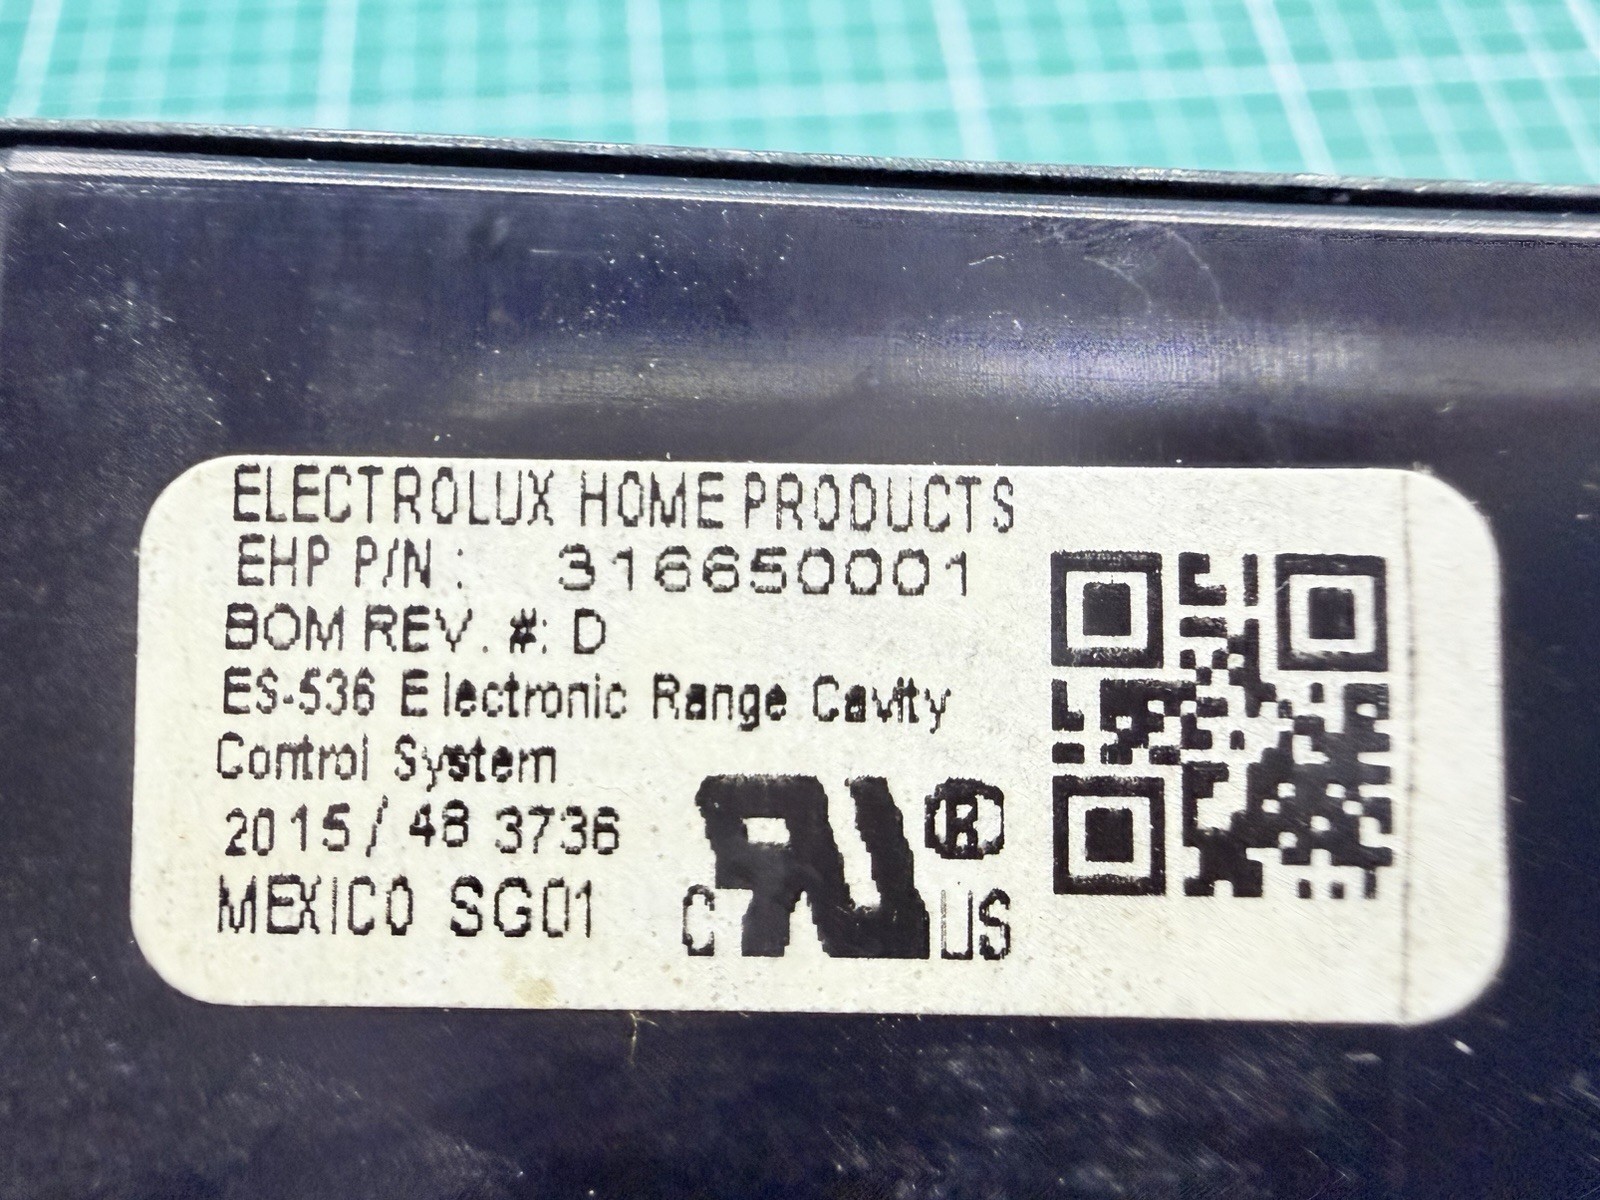 ELECTROLUX HOME PRODUCTS
EHP P/N : 316650001
BOM REV. #: D
ES-536 Electronic Range Cavity
Control System
2015 / 48 3736
MEXICO SG01
C RU ® US